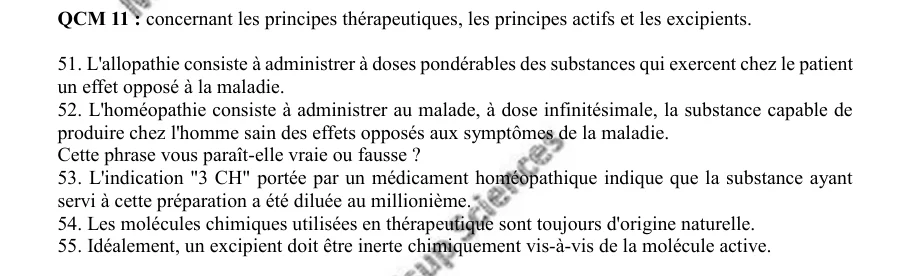 QCM 11 : concernant les principes thérapeutiques, les principes actifs et les excipients.
51. L'allopathie consiste à administrer à doses pondérables des substances qui exercent chez le patient
un effet opposé à la maladie.
52. L'homéopathie consiste à administrer au malade, à dose infinitésimale, la substance capable de
produire chez l'homme sain des effets opposés aux symptômes de la maladie.
Cette phrase vous paraît-elle vraie ou fausse ?
53. L'indication "3 CH" portée par un médicament homéopathique indique que la substance ayant
servi à cette préparation a été diluée au millionième.
54. Les molécules chimiques utilisées en thérapeutique sont toujours d'origine naturelle.
55. Idéalement, un excipient doit être inerte chimiquement vis-à-vis de la molécule active.